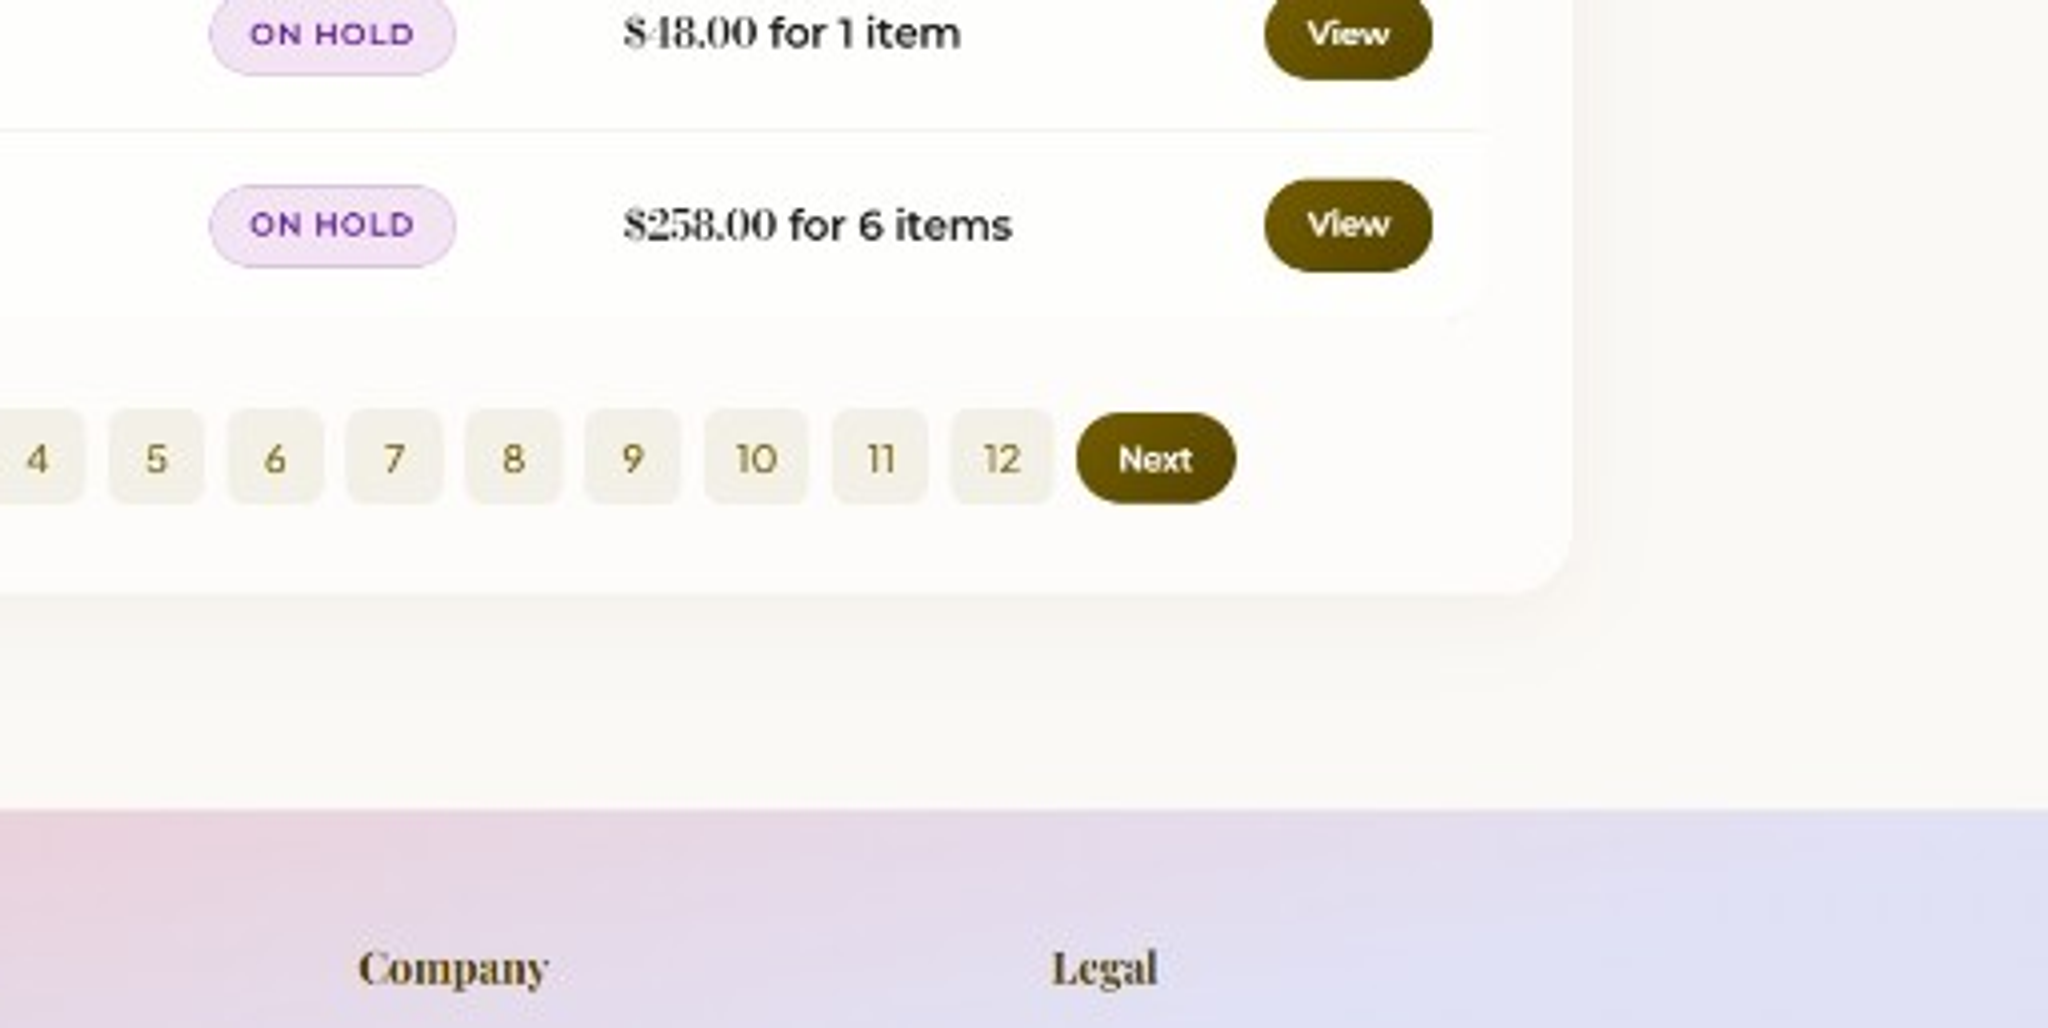 ON HOLD $48.00 for 1 item View
ON HOLD $258.00 for 6 items View
4 5 6 7 8 9 10 11 12 Next
Company Legal